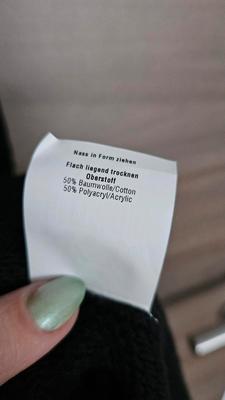 Nass in Form ziehen
Flach liegend trocknen
Oberstoff
50% Baumwolle/Cotton
50% Polyacryl/Acrylic